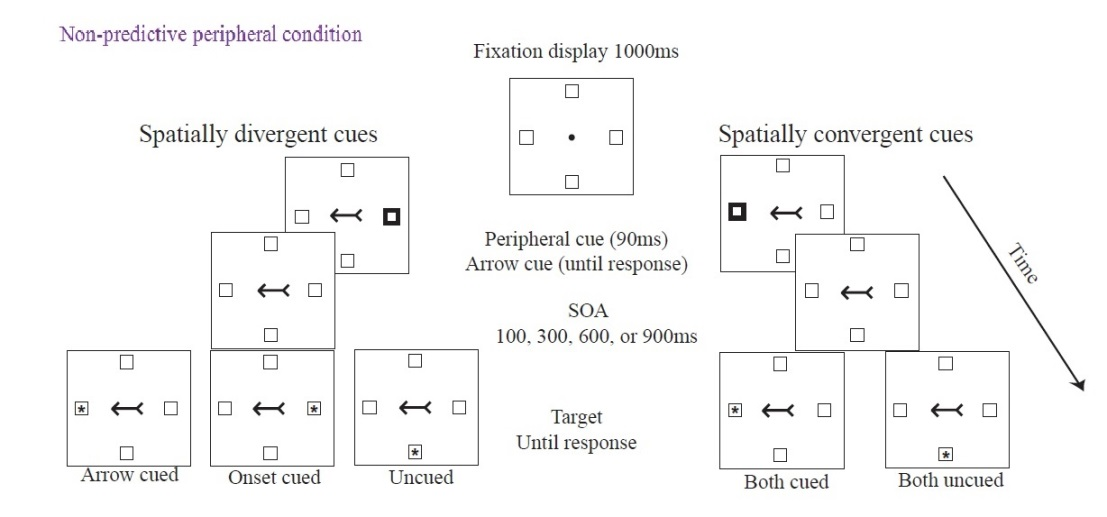 Non-predictive peripheral condition
Fixation display 1000ms
Spatially divergent cues
Spatially convergent cues
Peripheral cue (90ms)
Arrow cue (until response)
Time
SOA
100, 300, 600, or 900ms
Target
Until response
*
*
*
*
*
Arrow cued
Onset cued
Uncued
Both cued
Both uncued